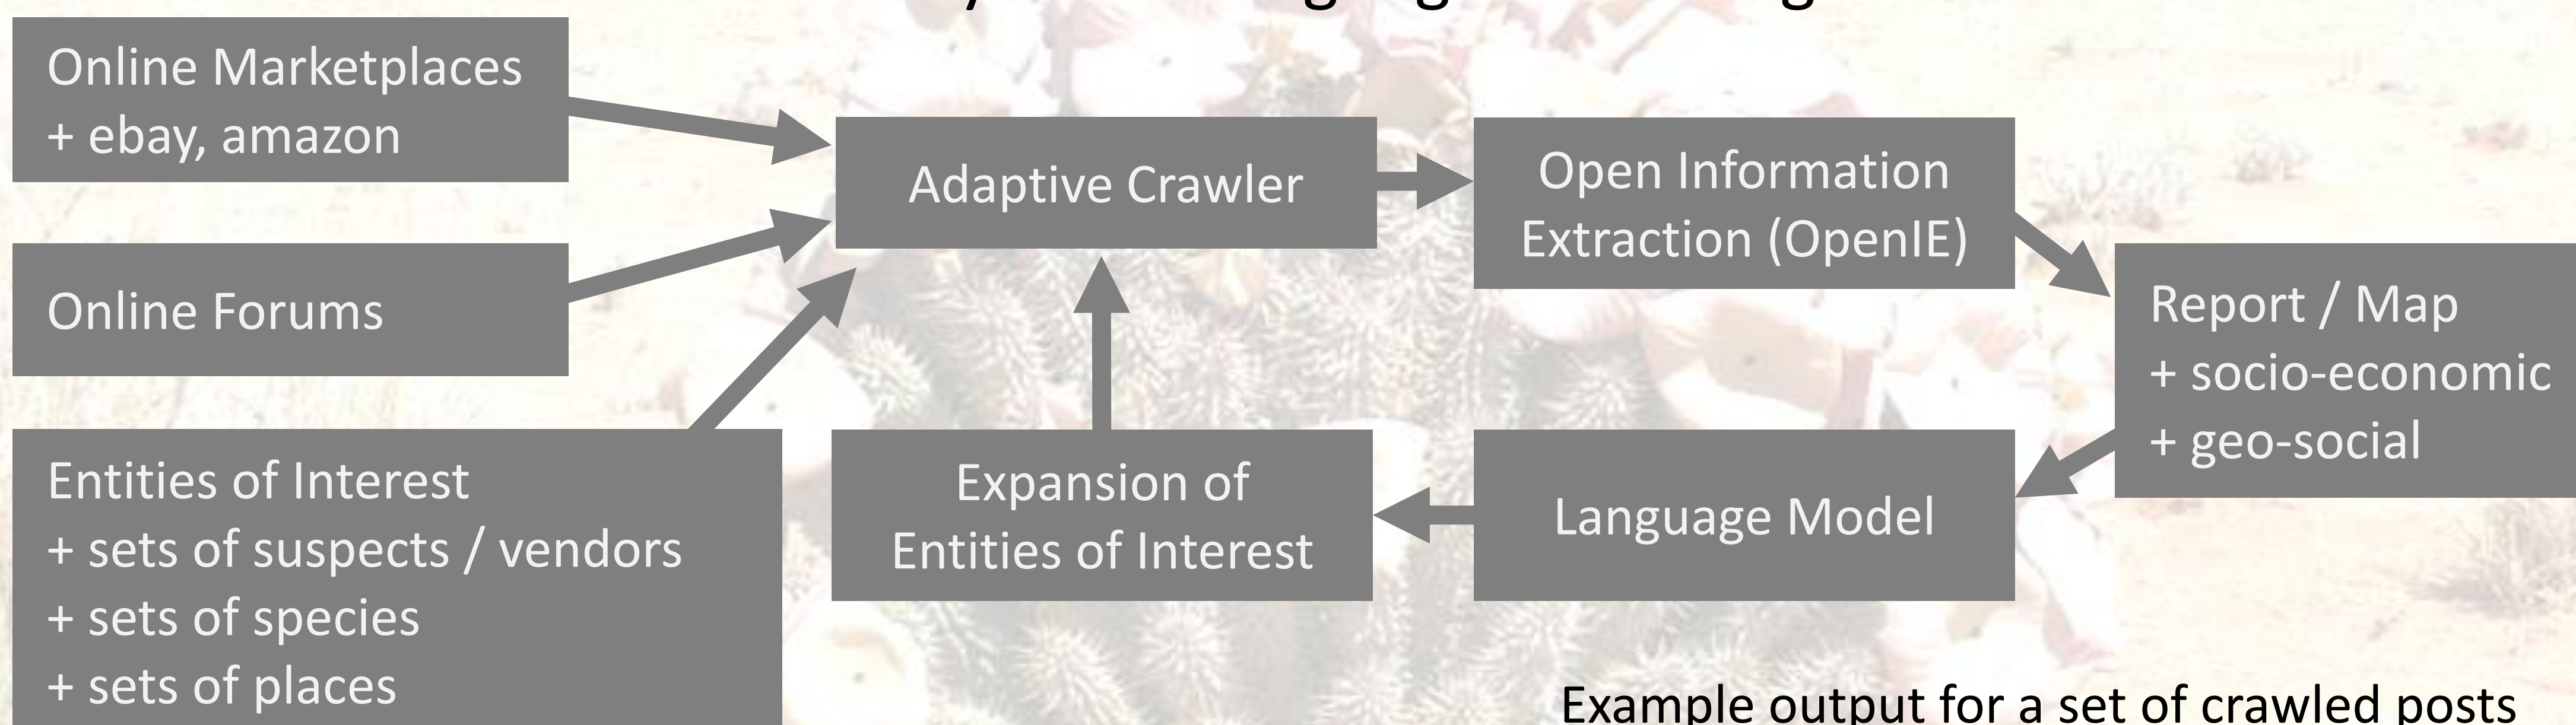 Online Marketplaces
+ ebay, amazon
Online Forums
Entities of Interest
+ sets of suspects / vendors
+ sets of species
+ sets of places
Adaptive Crawler
Expansion of
Entities of Interest
Open Information
Extraction (OpenIE)
Language Model
Report / Map
+ socio-economic
+ geo-social
Example output for a set of crawled posts